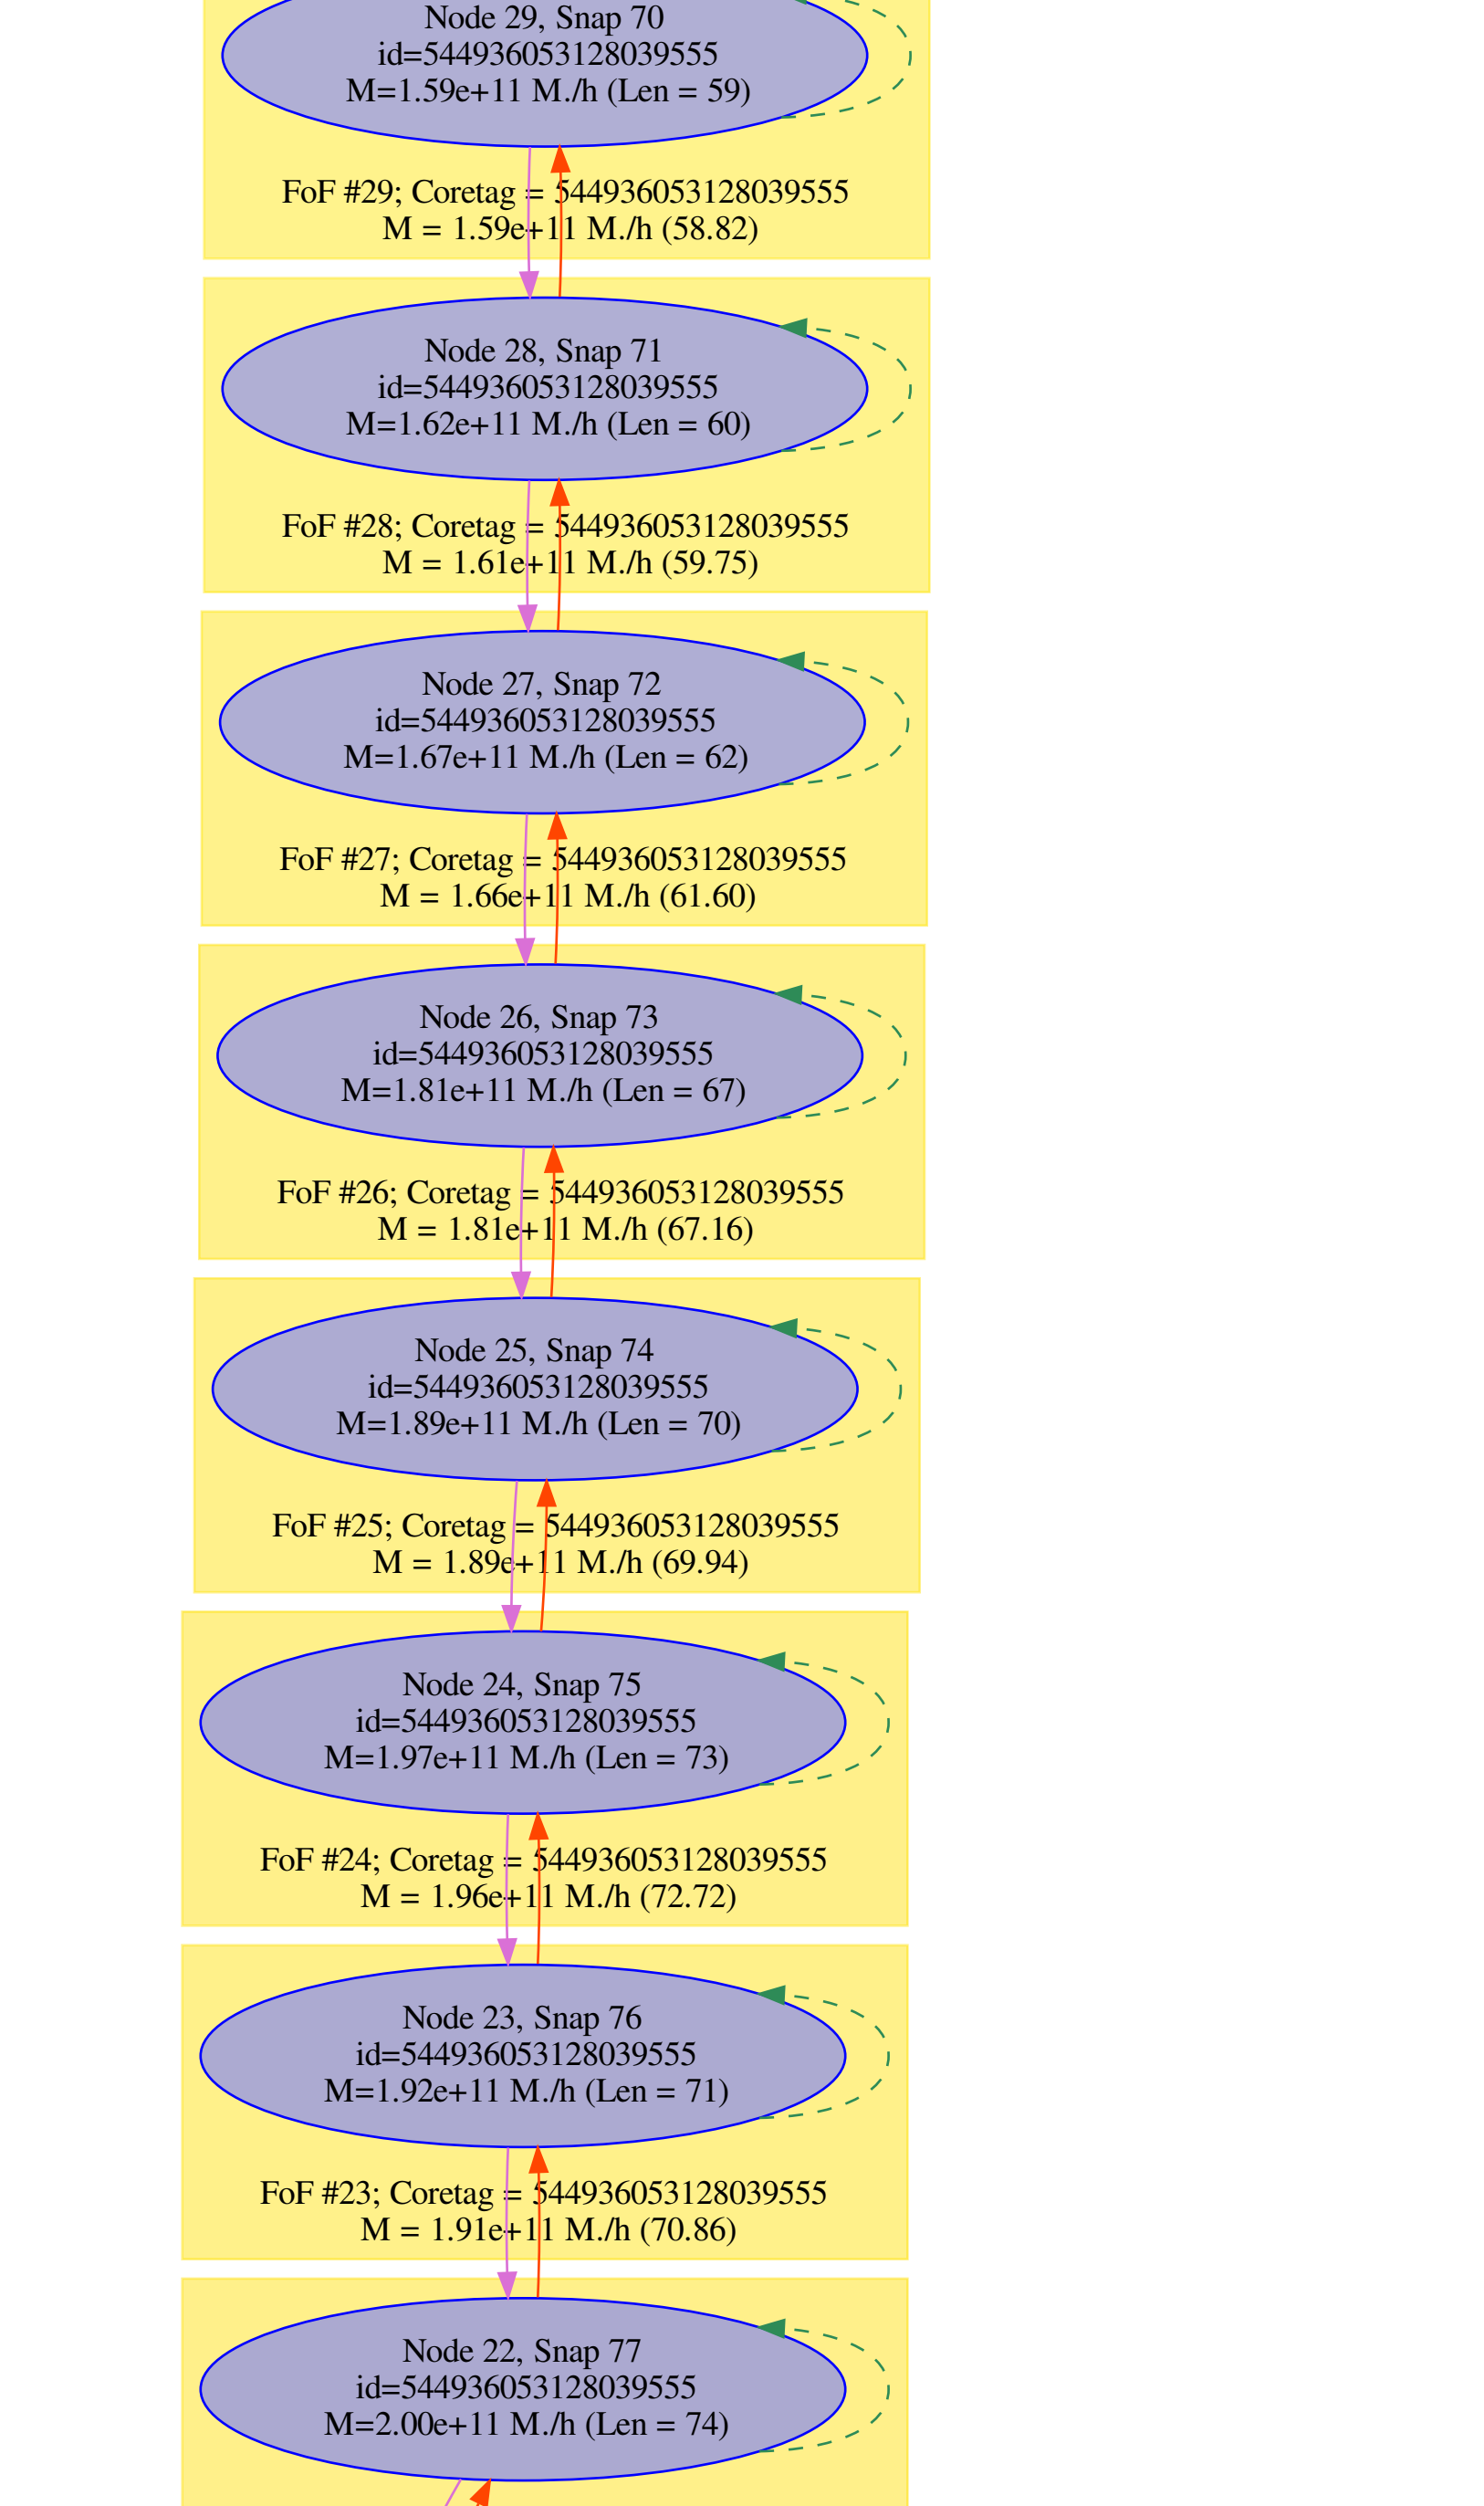 Node 29, Snap 70
id=544936053128039555
M=1.59e+11 M./h (Len = 59)
FoF #29; Coretag = 544936053128039555
M = 1.59e+11 M./h (58.82)
Node 28, Snap 71
id=544936053128039555
M=1.62e+11 M./h (Len = 60)
FoF #28; Coretag = 544936053128039555
M = 1.61e+11 M./h (59.75)
Node 27, Snap 72
id=544936053128039555
M=1.67e+11 M./h (Len = 62)
FoF #27; Coretag = 544936053128039555
M = 1.66e+11 M./h (61.60)
Node 26, Snap 73
id=544936053128039555
M=1.81e+11 M./h (Len = 67)
FoF #26; Coretag = 544936053128039555
M = 1.81e+11 M./h (67.16)
Node 25, Snap 74
id=544936053128039555
M=1.89e+11 M./h (Len = 70)
FoF #25; Coretag = 544936053128039555
M = 1.89e+11 M./h (69.94)
Node 24, Snap 75
id=544936053128039555
M=1.97e+11 M./h (Len = 73)
FoF #24; Coretag = 544936053128039555
M = 1.96e+11 M./h (72.72)
Node 23, Snap 76
id=544936053128039555
M=1.92e+11 M./h (Len = 71)
FoF #23; Coretag = 544936053128039555
M = 1.91e+11 M./h (70.86)
Node 22, Snap 77
id=544936053128039555
M=2.00e+11 M./h (Len = 74)